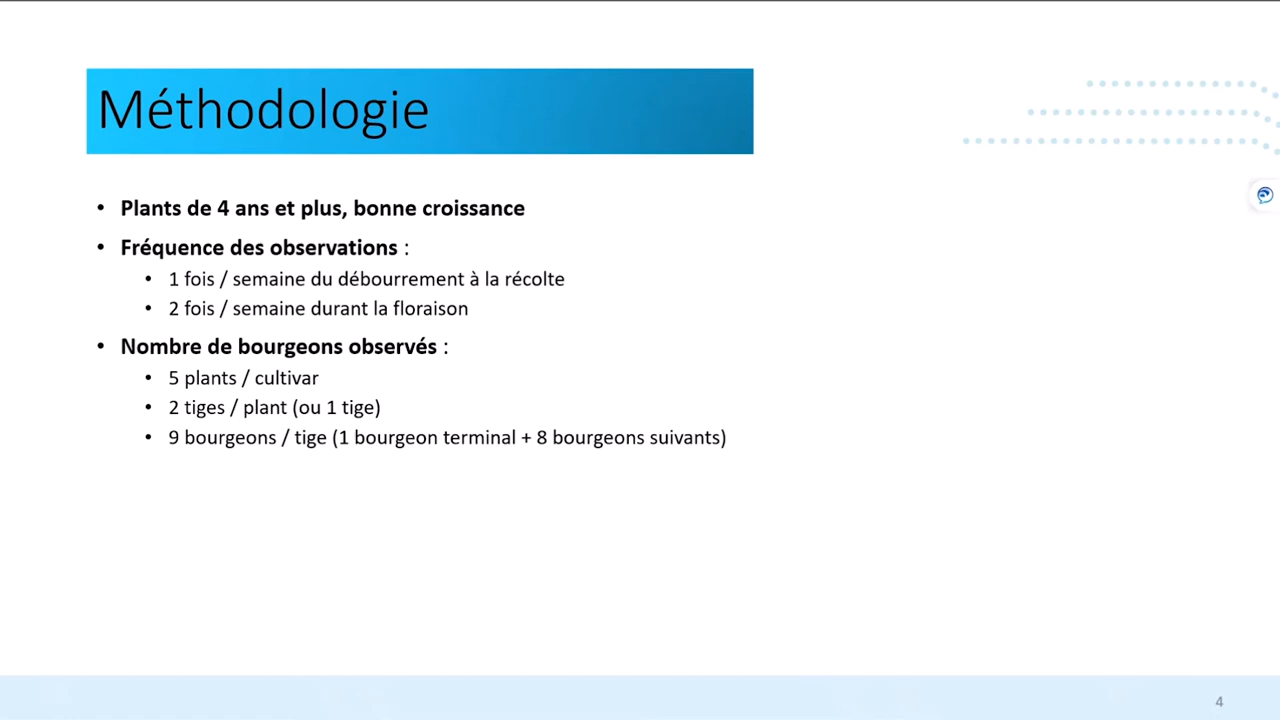 Méthodologie
• Plants de 4 ans et plus, bonne croissance
• Fréquence des observations :
• 1 fois / semaine du débourrement à la récolte
• 2 fois / semaine durant la floraison
• Nombre de bourgeons observés :
• 5 plants / cultivar
• 2 tiges / plant (ou 1 tige)
• 9 bourgeons / tige (1 bourgeon terminal + 8 bourgeons suivants)
4